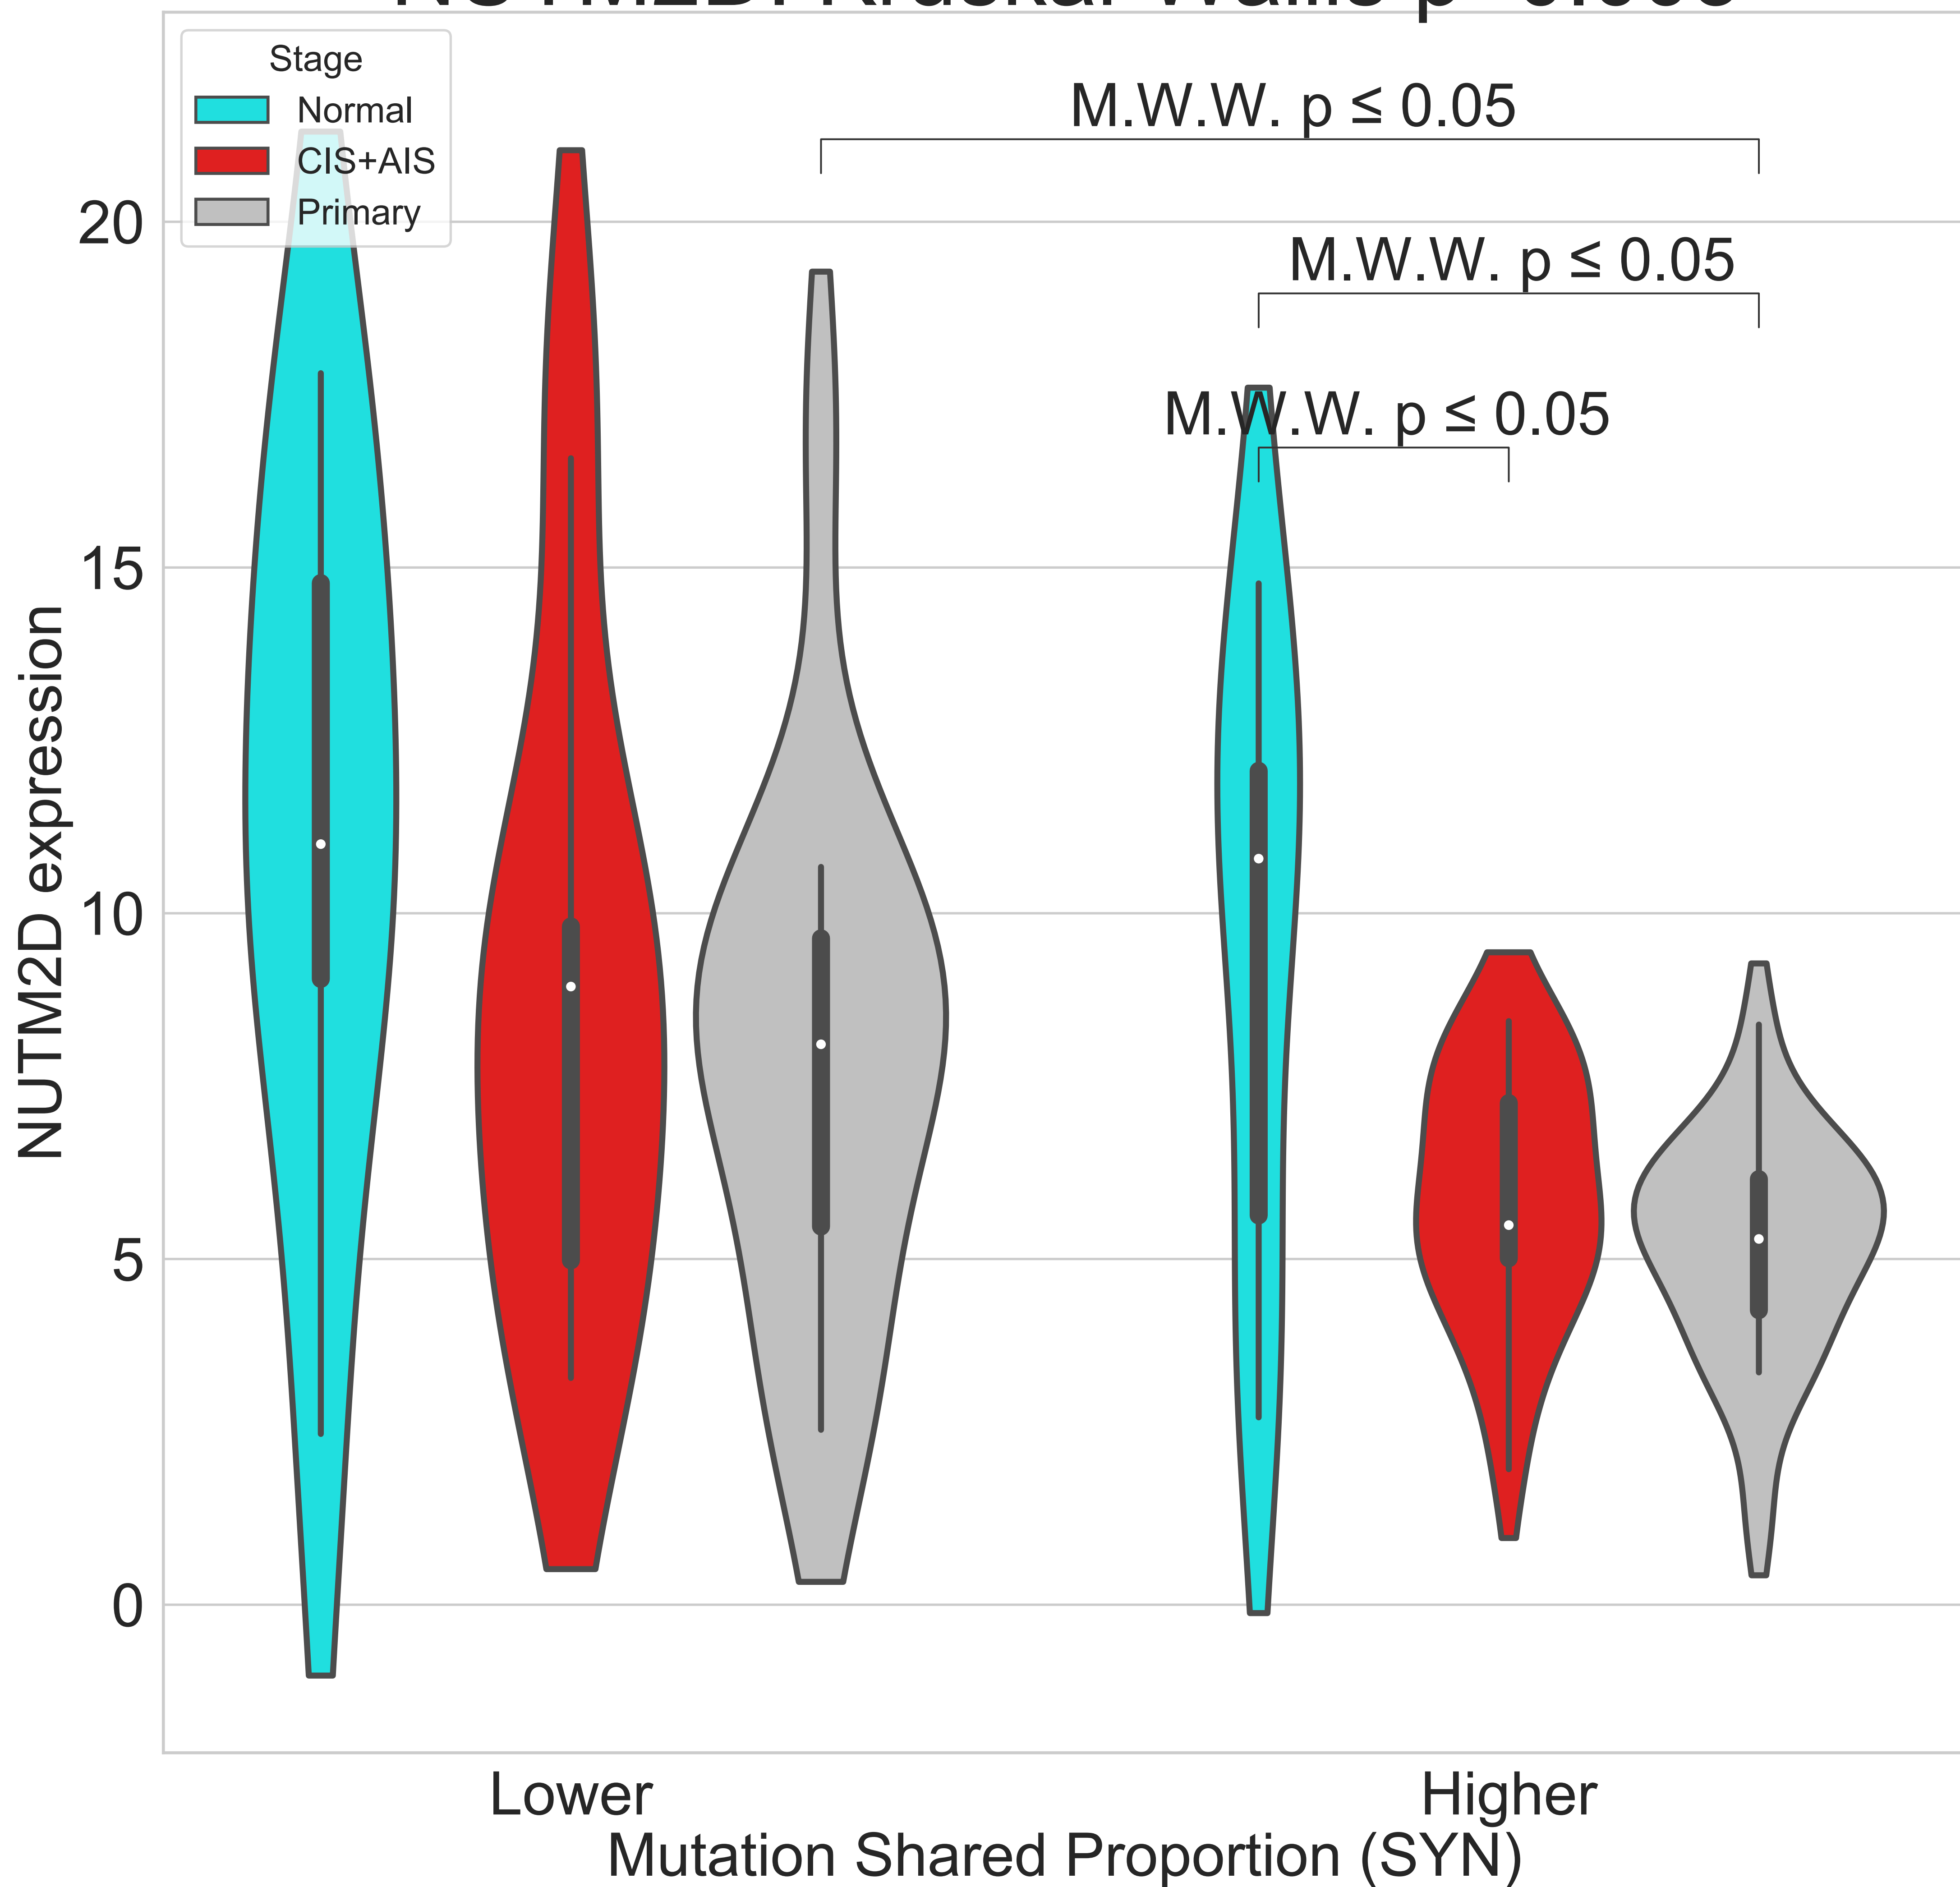 Stage
Normal
CIS+AIS
Primary
M.W.W. p ≤ 0.05
M.W.W. p ≤ 0.05
M.W.W. p ≤ 0.05
20
15
10
5
0
NUTM2D expression
Lower
Higher
Mutation Shared Proportion (SYN)